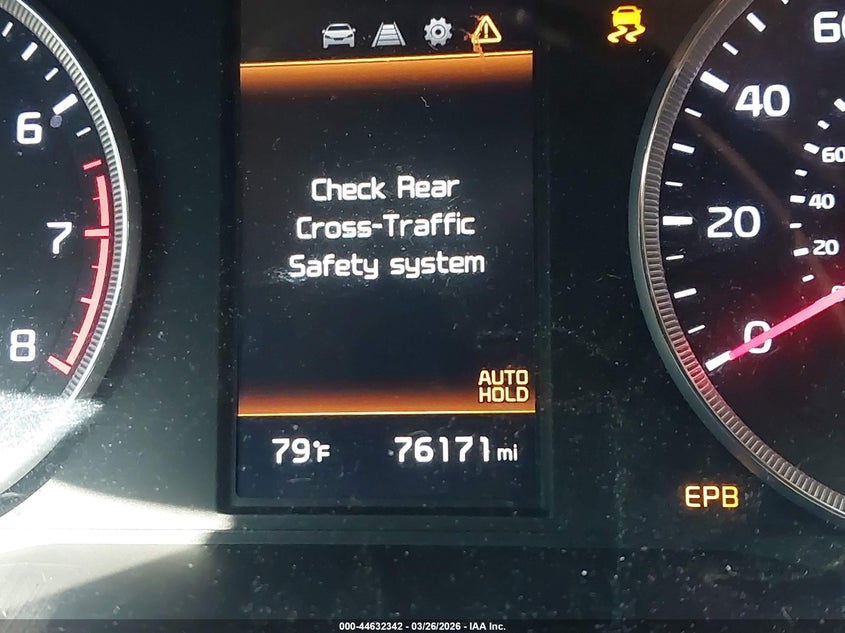 6
7
8
Check Rear
Cross-Traffic
Safety system
AUTO
HOLD
79°F
76171 mi
60
40
20
0
60
40
20
EPB
000-44632342 - 03/26/2026 - IAA Inc.